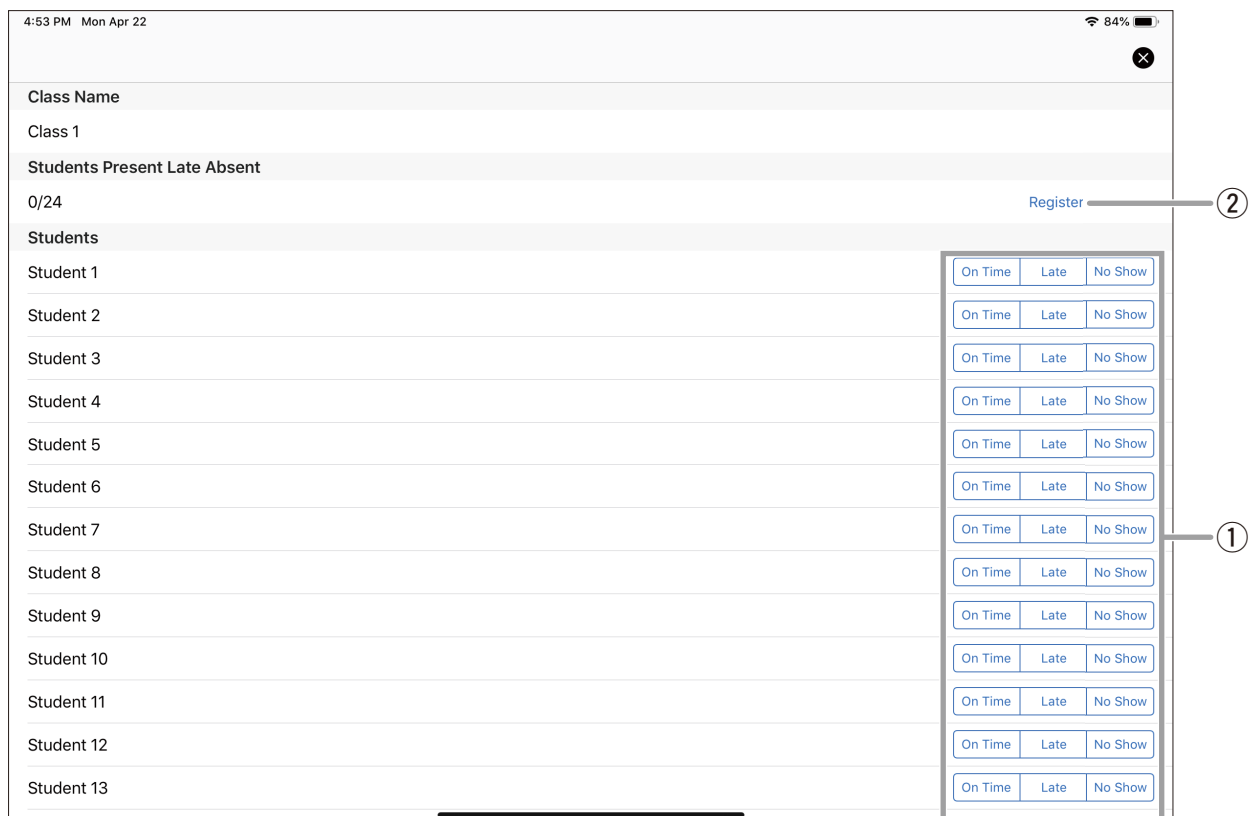 4:53 PM Mon Apr 22 84%
Class Name
Class 1
Students Present Late Absent
0/24 Register ②
Students
Student 1 On Time Late No Show
Student 2 On Time Late No Show
Student 3 On Time Late No Show
Student 4 On Time Late No Show
Student 5 On Time Late No Show
Student 6 On Time Late No Show
Student 7 On Time Late No Show ①
Student 8 On Time Late No Show
Student 9 On Time Late No Show
Student 10 On Time Late No Show
Student 11 On Time Late No Show
Student 12 On Time Late No Show
Student 13 On Time Late No Show